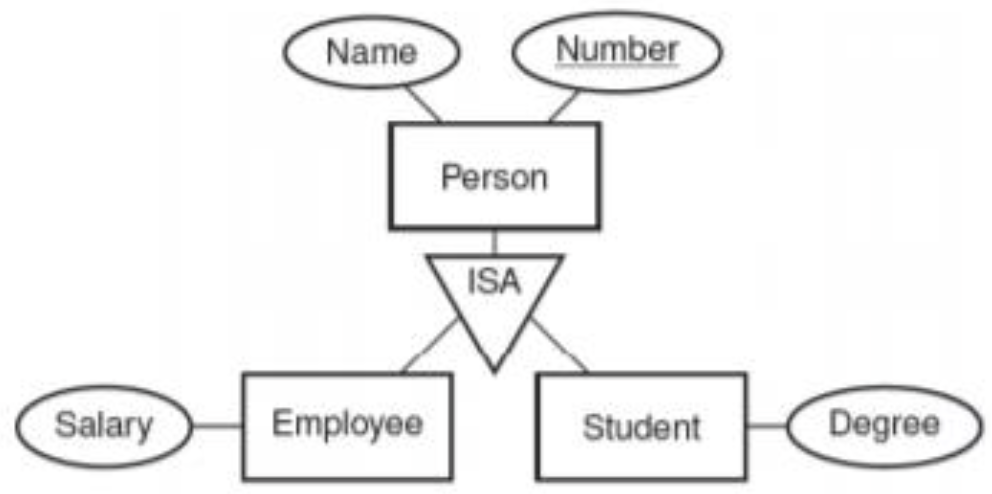 Name
Number
Person
ISA
Salary
Employee
Student
Degree